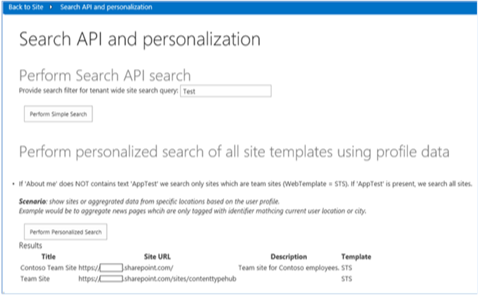 Back to Site Search API and personalization
Search API and personalization
Perform Search API search
Provide search filter for tenant wide site search query: Test
Perform Simple Search
Perform personalized search of all site templates using profile data
• If 'About me' does NOT contains text 'AppTest' we search only sites which are team sites (WebTemplate = STS). If 'AppTest' is present, we search all sites.
Scenario: show sites or aggregrated data from specific locations based on the user profile.
Example would be to aggregate news pages whcih are only tagged with identifier mathcing current user location or city.
Perform Personalized Search
Results
Title Site URL Description Template
Contoso Team Site https:// .sharepoint.com/ Team site for Contoso employees. STS
Team Site https:// .sharepoint.com/sites/contenttypehub STS